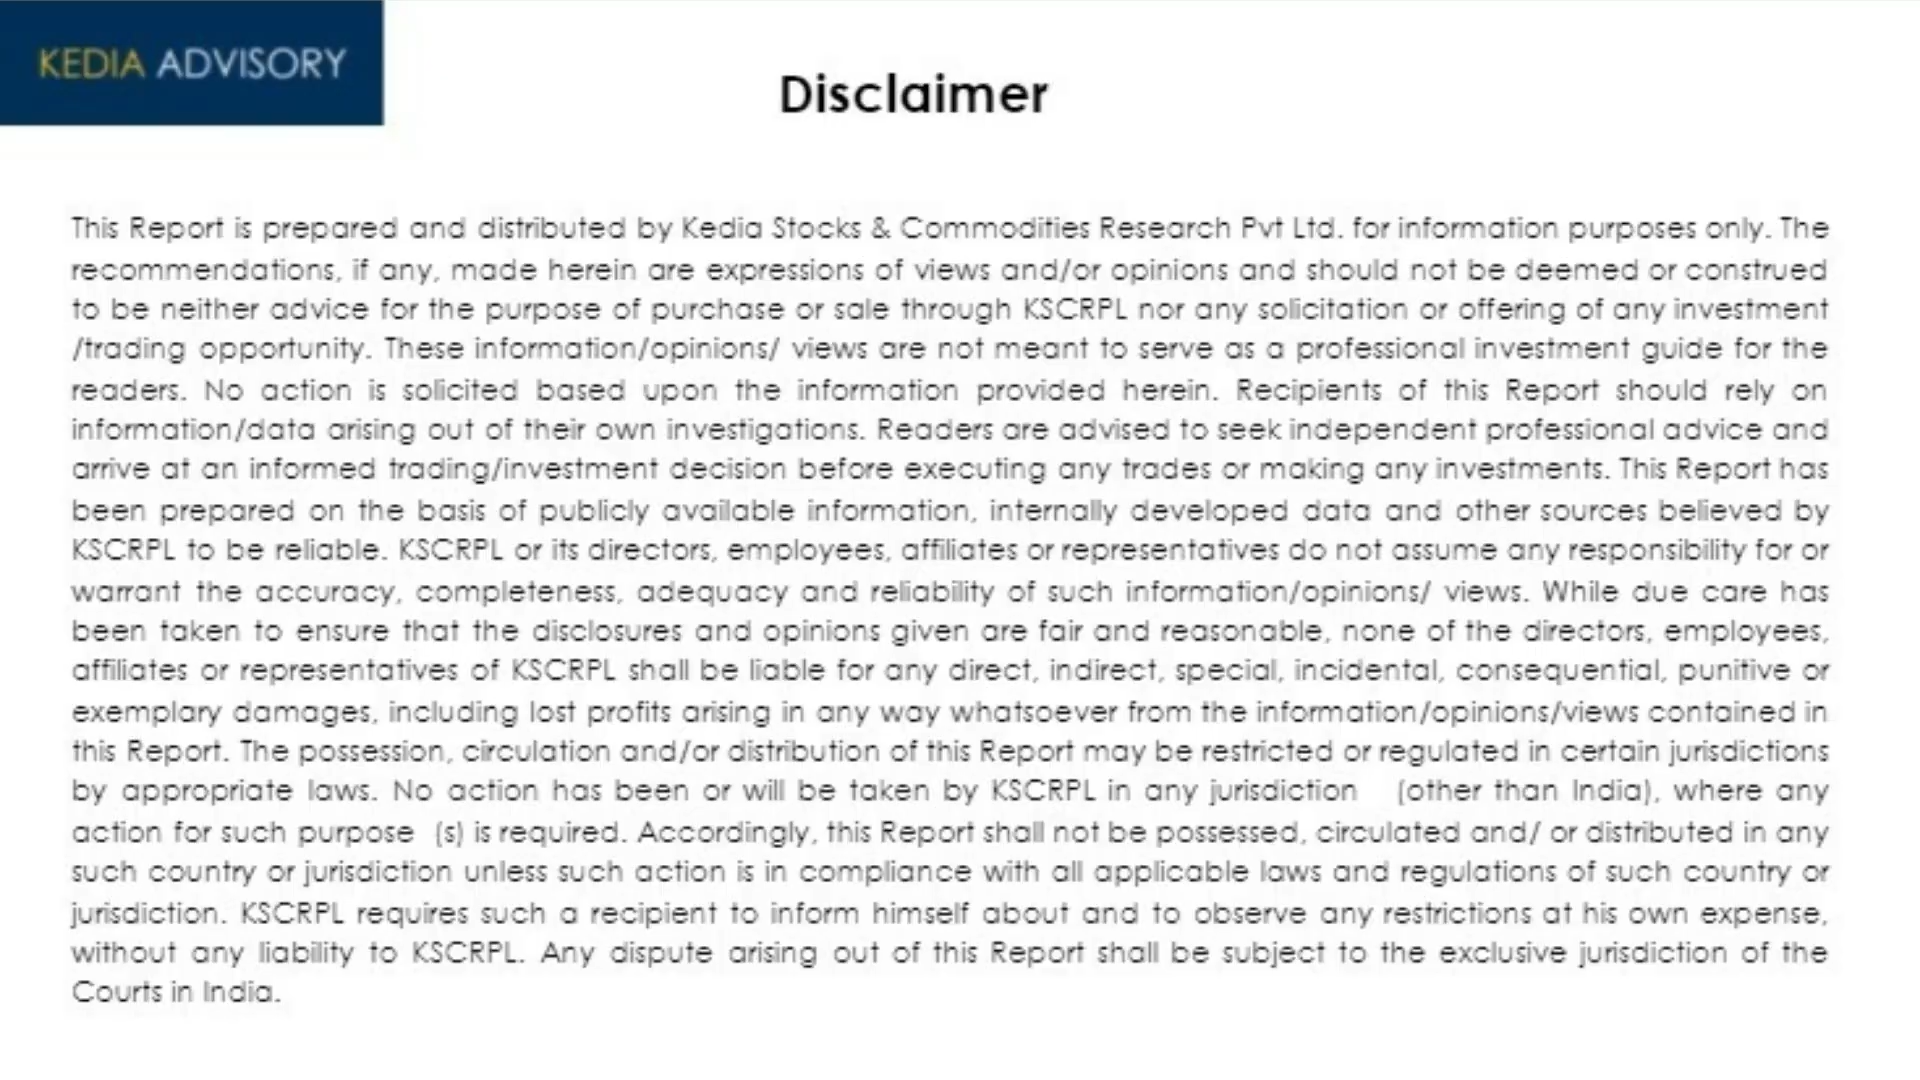 KEDIA ADVISORY
Disclaimer
This Report is prepared and distributed by Kedia Stocks & Commodities Research Pvt Ltd. for information purposes only. The
recommendations, if any, made herein are expressions of views and/or opinions and should not be deemed or construed
to be neither advice for the purpose of purchase or sale through KSCRPL nor any solicitation or offering of any investment
/trading opportunity. These information/opinions/ views are not meant to serve as a professional investment guide for the
readers. No action is solicited based upon the information provided herein. Recipients of this Report should rely on
information/data arising out of their own investigations. Readers are advised to seek independent professional advice and
arrive at an informed trading/investment decision before executing any trades or making any investments. This Report has
been prepared on the basis of publicly available information, internally developed data and other sources believed by
KSCRPL to be reliable. KSCRPL or its directors, employees, affiliates or representatives do not assume any responsibility for or
warrant the accuracy, completeness, adequacy and reliability of such information/opinions/ views. While due care has
been taken to ensure that the disclosures and opinions given are fair and reasonable, none of the directors, employees,
affiliates or representatives of KSCRPL shall be liable for any direct, indirect, special, incidental, consequential, punitive or
exemplary damages, including lost profits arising in any way whatsoever from the information/opinions/views contained in
this Report. The possession, circulation and/or distribution of this Report may be restricted or regulated in certain jurisdictions
by appropriate laws. No action has been or will be taken by KSCRPL in any jurisdiction (other than India), where any
action for such purpose (s) is required. Accordingly, this Report shall not be possessed, circulated and/ or distributed in any
such country or jurisdiction unless such action is in compliance with all applicable laws and regulations of such country or
jurisdiction. KSCRPL requires such a recipient to inform himself about and to observe any restrictions at his own expense,
without any liability to KSCRPL. Any dispute arising out of this Report shall be subject to the exclusive jurisdiction of the
Courts in India.